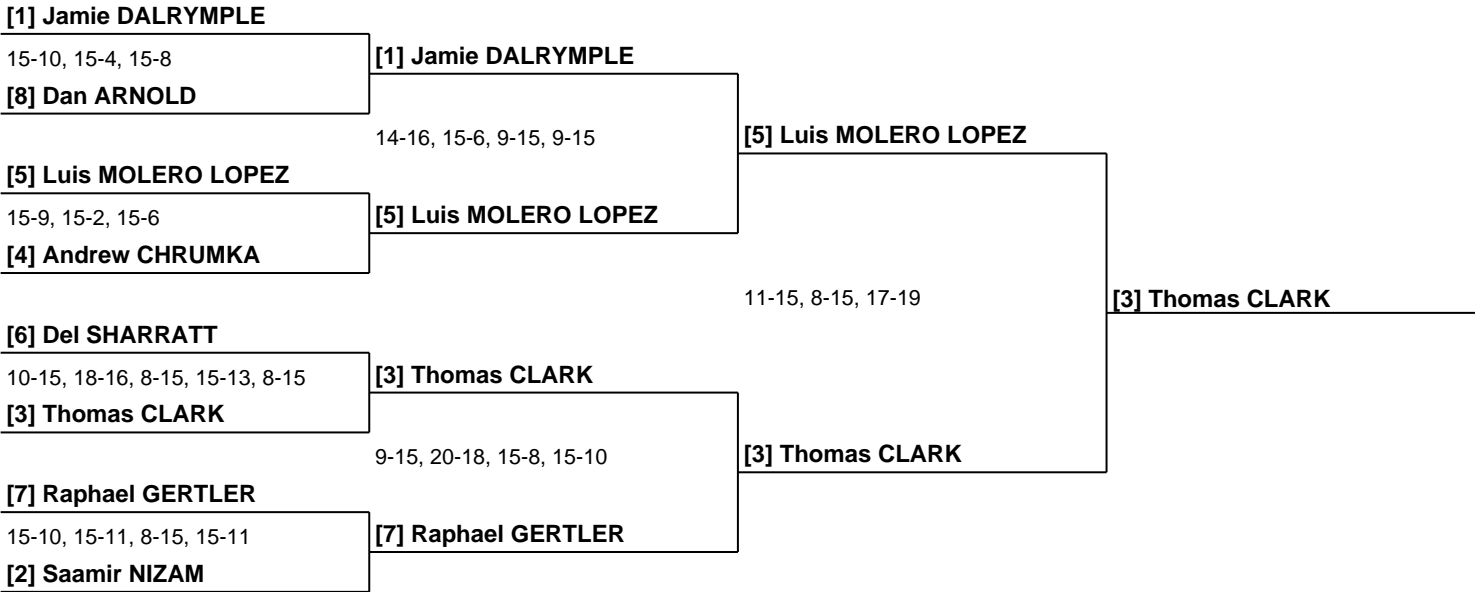 [1] Jamie DALRYMPLE
15-10, 15-4, 15-8
[8] Dan ARNOLD
[5] Luis MOLERO LOPEZ
15-9, 15-2, 15-6
[4] Andrew CHRUMKA
[6] Del SHARRATT
10-15, 18-16, 8-15, 15-13, 8-15
[3] Thomas CLARK
[7] Raphael GERTLER
15-10, 15-11, 8-15, 15-11
[2] Saamir NIZAM
[1] Jamie DALRYMPLE
14-16, 15-6, 9-15, 9-15
[5] Luis MOLERO LOPEZ
[3] Thomas CLARK
9-15, 20-18, 15-8, 15-10
[7] Raphael GERTLER
[5] Luis MOLERO LOPEZ
11-15, 8-15, 17-19
[3] Thomas CLARK
[3] Thomas CLARK